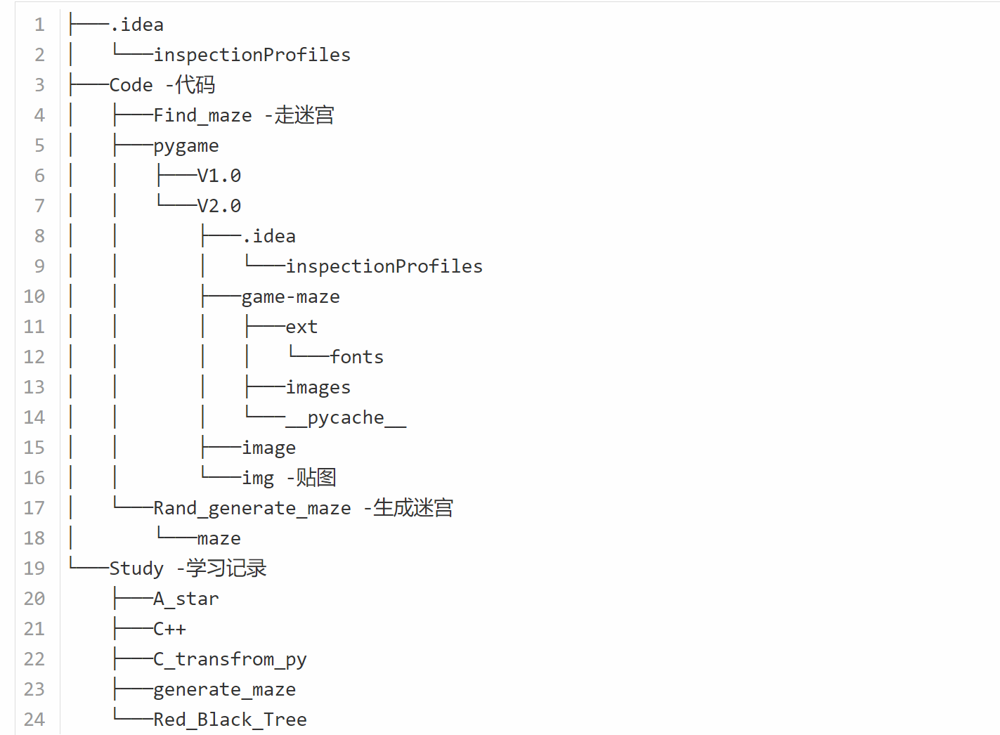 1 ├───.idea
2 │   └───inspectionProfiles
3 ├───Code -代码
4 │   ├───Find_maze -走迷宫
5 │   ├───pygame
6 │   │   ├───V1.0
7 │   │   └───V2.0
8 │   │       ├───.idea
9 │   │       │   └───inspectionProfiles
10 │   │       ├───game-maze
11 │   │       │   ├───ext
12 │   │       │   │   └───fonts
13 │   │       │   ├───images
14 │   │       │   └───__pycache__
15 │   │       ├───image
16 │   │       └───img -贴图
17 │   └───Rand_generate_maze -生成迷宫
18 │       └───maze
19 └───Study -学习记录
20     ├───A_star
21     ├───C++
22     ├───C_transfrom_py
23     ├───generate_maze
24     └───Red_Black_Tree